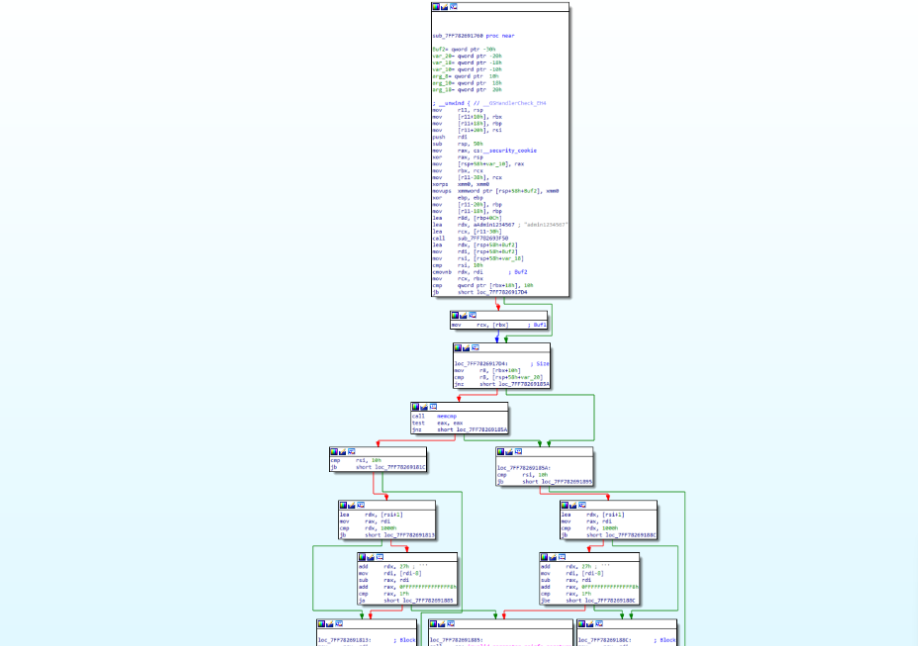 sub_7FF782691760 proc near
Buf2= qword ptr -38h
var_20= qword ptr -20h
var_18= qword ptr -18h
var_10= qword ptr -10h
arg_8= qword ptr 10h
arg_10= qword ptr 18h
arg_18= qword ptr 20h
; __unwind { // __GSHandlerCheck_EH4
mov r11, rsp
mov [r11+10h], rbx
mov [r11+18h], rbp
mov [r11+20h], rsi
push rdi
sub rsp, 50h
mov rax, cs:__security_cookie
xor rax, rsp
mov [rsp+58h+var_10], rax
mov rbx, rcx
mov [r11-38h], rcx
xorps xmm0, xmm0
movups xmmword ptr [rsp+58h+Buf2], xmm0
xor ebp, ebp
mov [r11-20h], rbp
mov [r11-18h], rbp
lea r8d, [rbp+0Ch]
lea rdx, aAdmin1234567 ; "admin1234567"
lea rcx, [r11-38h]
call
lea rdx, [rsp+58h+Buf2]
mov rdi, [rsp+58h+Buf2]
mov rsi, [rsp+58h+var_18]
cmp rsi, 10h
cmovnb rdx, rdi ; Buf2
mov rcx, rbx
cmp qword ptr [rbx+18h], 10h
jb short loc_7FF7826917D4
mov rcx, [rbx] ; Buf1
loc_7FF7826917D4: ; Size
mov r8, [rbx+10h]
cmp r8, [rsp+58h+var_20]
jnz short loc_7FF78269185A
call memcmp
test eax, eax
jnz short loc_7FF78269185A
cmp rsi, 10h
jb short loc_7FF78269181C
loc_7FF78269185A:
cmp rsi, 10h
jb short loc_7FF782691895
lea rdx, [rsi+1]
mov rax, rdi
cmp rdx, 1000h
jb short loc_7FF782691813
lea rdx, [rsi+1]
mov rax, rdi
cmp rdx, 1000h
jb short loc_7FF78269188C
add rdx, 27h ; '''
mov rdi, [rdi-8]
sub rax, rdi
add rax, 0FFFFFFFFFFFFFFF8h
cmp rax, 1Fh
ja short loc_7FF782691885
add rdx, 27h ; '''
mov rdi, [rdi-8]
sub rax, rdi
add rax, 0FFFFFFFFFFFFFFF8h
cmp rax, 1Fh
jbe short loc_7FF78269188C
loc_7FF782691813: ; Block
loc_7FF782691885:
loc_7FF78269188C: ; Block